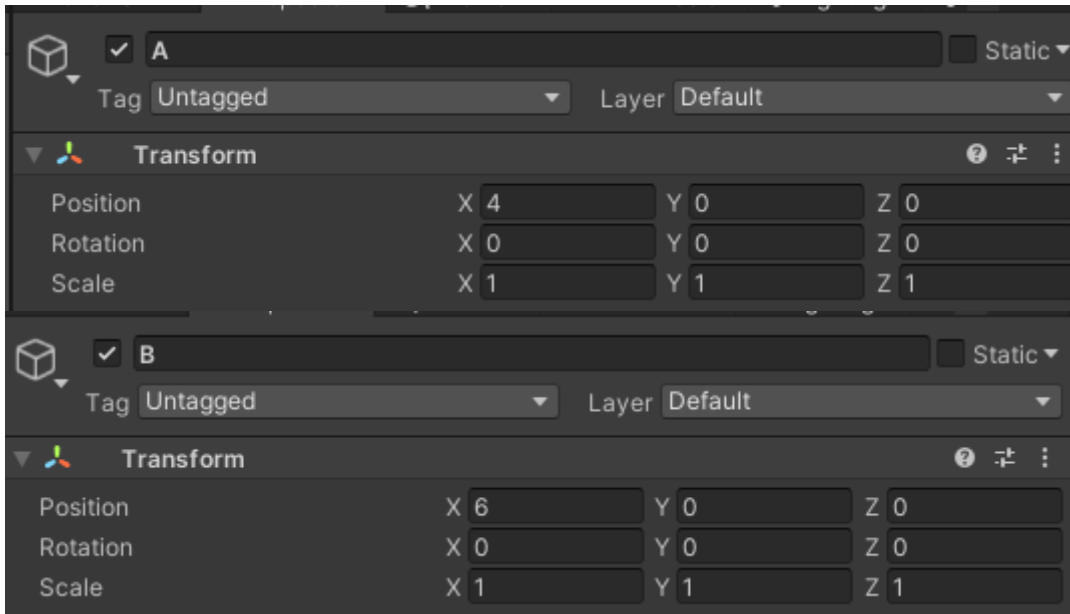 A Static
Tag Untagged Layer Default
Transform
Position X 4 Y 0 Z 0
Rotation X 0 Y 0 Z 0
Scale X 1 Y 1 Z 1
B Static
Tag Untagged Layer Default
Transform
Position X 6 Y 0 Z 0
Rotation X 0 Y 0 Z 0
Scale X 1 Y 1 Z 1